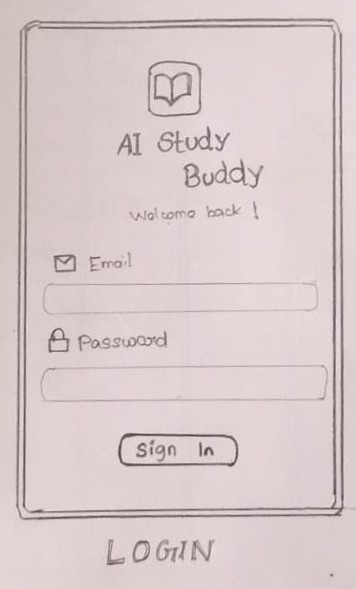 AI Study
Buddy
Welcome back !
Email
Password
Sign In
LOGIN